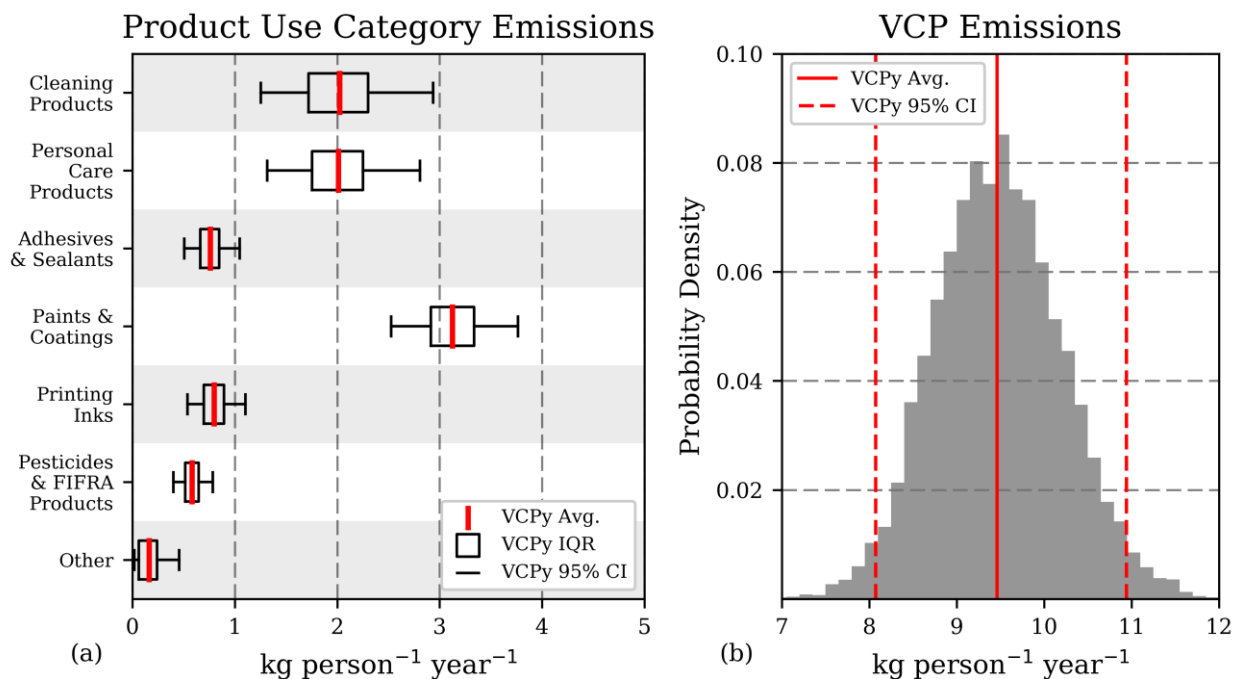 Product Use Category Emissions
Cleaning
Products
Personal
Care
Products
Adhesives
& Sealants
Paints &
Coatings
Printing
Inks
Pesticides
& FIFRA
Products
Other
VCPy Avg.
VCPy IQR
VCPy 95% CI
0 1 2 3 4 5
(a)
kg person⁻¹ year⁻¹
VCP Emissions
VCPy Avg.
VCPy 95% CI
Probability Density
0.10
0.08
0.06
0.04
0.02
7 8 9 10 11 12
(b)
kg person⁻¹ year⁻¹